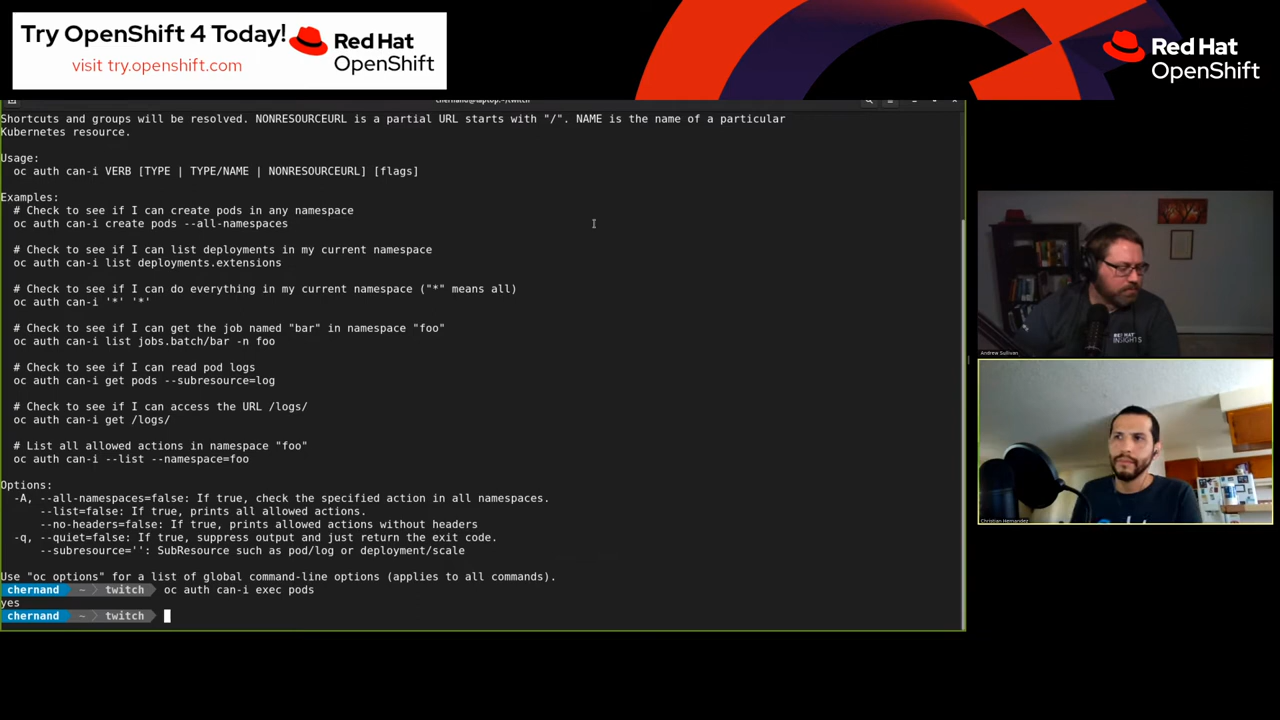 Try OpenShift 4 Today!
visit try.openshift.com
Red Hat
OpenShift
Red Hat
OpenShift
chernand@laptop:~/twitch
Shortcuts and groups will be resolved. NONRESOURCEURL is a partial URL starts with "/". NAME is the name of a particular
Kubernetes resource.
Usage:
oc auth can-i VERB [TYPE | TYPE/NAME | NONRESOURCEURL] [flags]
Examples:
# Check to see if I can create pods in any namespace
oc auth can-i create pods --all-namespaces
# Check to see if I can list deployments in my current namespace
oc auth can-i list deployments.extensions
# Check to see if I can do everything in my current namespace ("*" means all)
oc auth can-i '*' '*'
# Check to see if I can get the job named "bar" in namespace "foo"
oc auth can-i list jobs.batch/bar -n foo
# Check to see if I can read pod logs
oc auth can-i get pods --subresource=log
# Check to see if I can access the URL /logs/
oc auth can-i get /logs/
# List all allowed actions in namespace "foo"
oc auth can-i --list --namespace=foo
Options:
-A, --all-namespaces=false: If true, check the specified action in all namespaces.
--list=false: If true, prints all allowed actions.
--no-headers=false: If true, prints allowed actions without headers
-q, --quiet=false: If true, suppress output and just return the exit code.
--subresource='': SubResource such as pod/log or deployment/scale
Use "oc options" for a list of global command-line options (applies to all commands).
chernand ~ twitch oc auth can-i exec pods
yes
chernand ~ twitch
RED HAT
INSIGHTS
Andrew Sullivan
Christian Hernandez